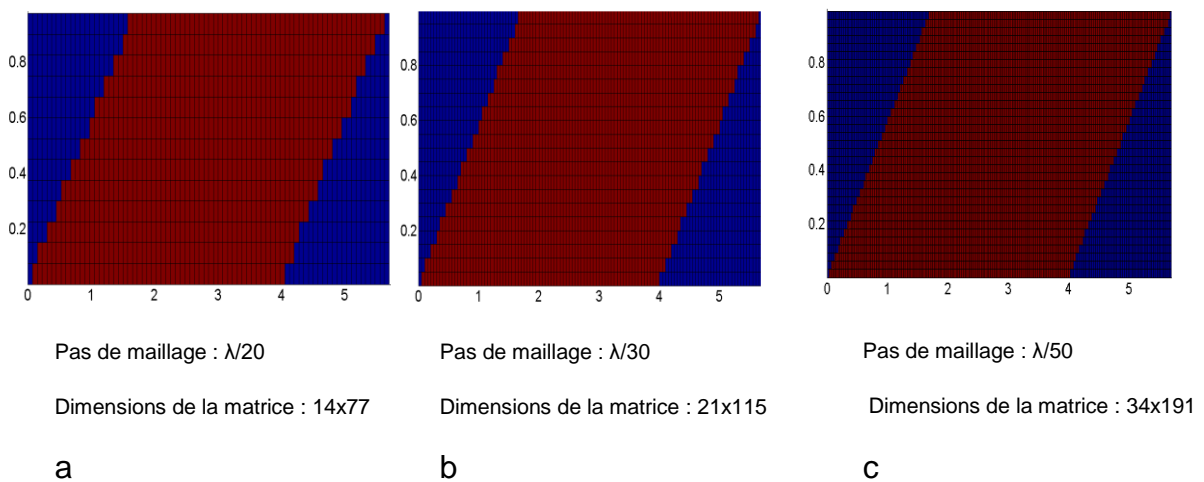 0.8
0.6
0.4
0.2
0 1 2 3 4 5
0.8
0.6
0.4
0.2
0 1 2 3 4 5
0.8
0.6
0.4
0.2
0 1 2 3 4 5
Pas de maillage : λ/20
Dimensions de la matrice : 14x77
a
Pas de maillage : λ/30
Dimensions de la matrice : 21x115
b
Pas de maillage : λ/50
Dimensions de la matrice : 34x191
c